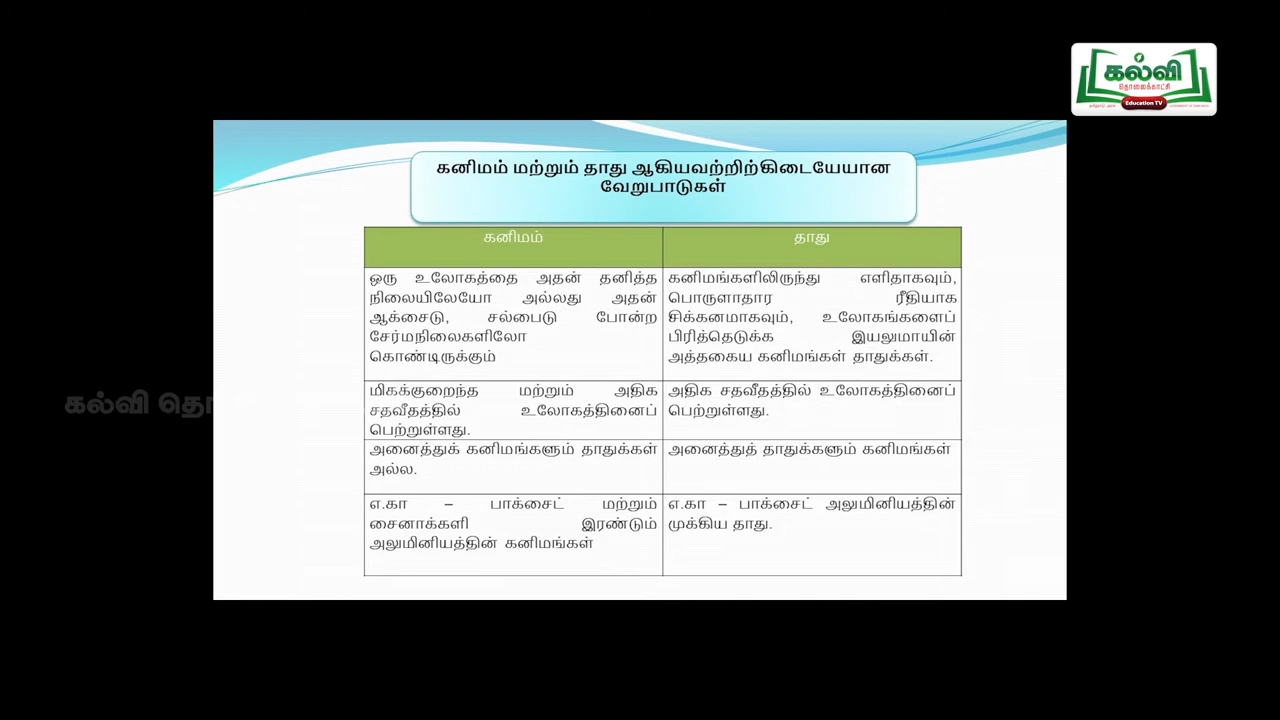 கல்வி
தொலைக்காட்சி
Education TV
கனிமம் மற்றும் தாது ஆகியவற்றிற்கிடையேயான
வேறுபாடுகள்
கனிமம்
தாது
ஒரு உலோகத்தை அதன் தனித்த
நிலையிலேயோ அல்லது அதன்
ஆக்சைடு, சல்பைடு போன்ற
சேர்மநிலைகளிலோ
கொண்டிருக்கும்
கனிமங்களிலிருந்து எளிதாகவும்,
பொருளாதார ரீதியாக
சிக்கனமாகவும், உலோகங்களைப்
பிரித்தெடுக்க இயலுமாயின்
அத்தகைய கனிமங்கள் தாதுக்கள்.
மிகக்குறைந்த மற்றும் அதிக
சதவீதத்தில் உலோகத்தினைப்
பெற்றுள்ளது.
அதிக சதவீதத்தில் உலோகத்தினைப்
பெற்றுள்ளது.
அனைத்துக் கனிமங்களும் தாதுக்கள்
அல்ல.
அனைத்துத் தாதுக்களும் கனிமங்கள்
எ.கா – பாக்சைட் மற்றும்
சைனாக்களி இரண்டும்
அலுமினியத்தின் கனிமங்கள்
எ.கா – பாக்சைட் அலுமினியத்தின்
முக்கிய தாது.
கல்வி